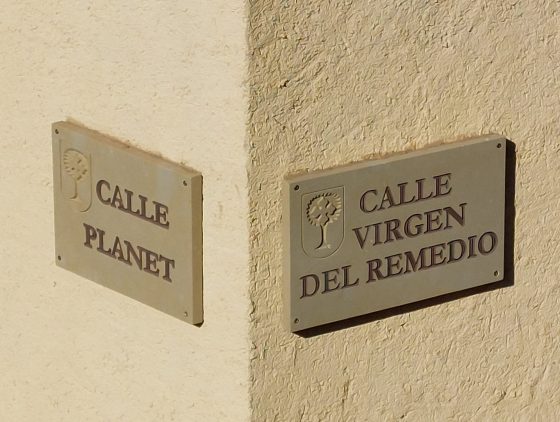 CALLE
PLANET
CALLE
VIRGEN
DEL REMEDIO